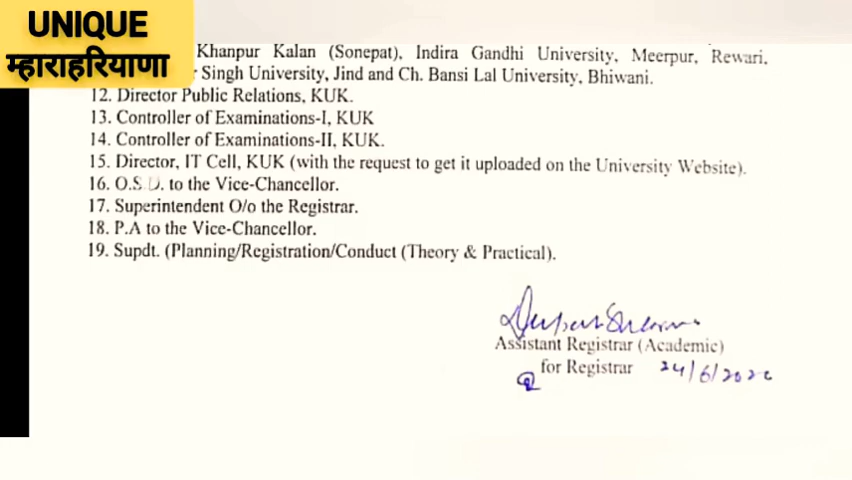 UNIQUE
म्हाराहरियाणा
Khanpur Kalan (Sonepat), Indira Gandhi University, Meerpur, Rewari,
Singh University, Jind and Ch. Bansi Lal University, Bhiwani.
12. Director Public Relations, KUK.
13. Controller of Examinations-I, KUK
14. Controller of Examinations-II, KUK.
15. Director, IT Cell, KUK (with the request to get it uploaded on the University Website).
16. O.S.D. to the Vice-Chancellor.
17. Superintendent O/o the Registrar.
18. P.A to the Vice-Chancellor.
19. Supdt. (Planning/Registration/Conduct (Theory & Practical).
Assistant Registrar (Academic)
for Registrar